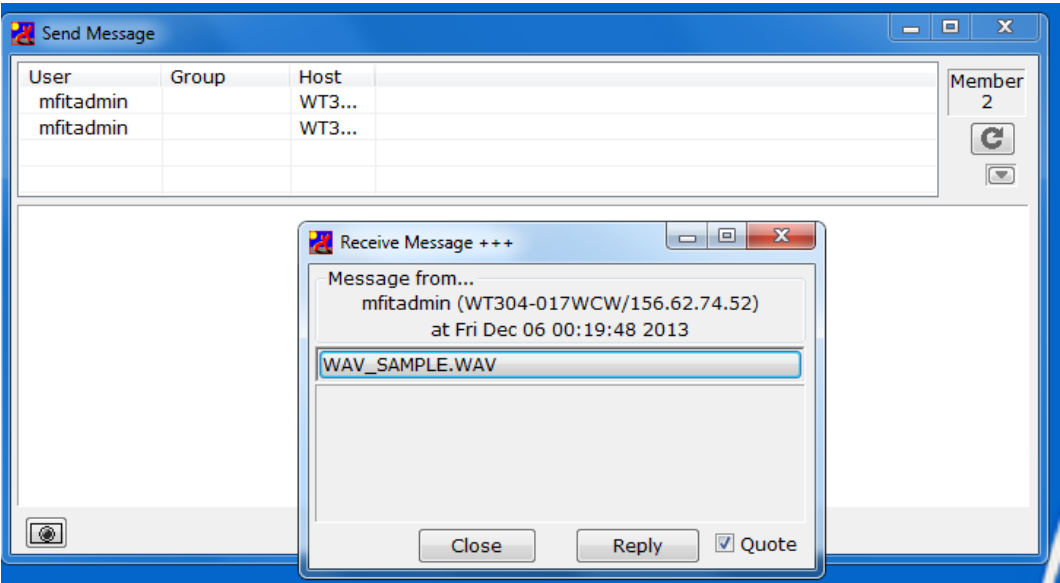 Send Message
User Group Host
mfitadmin WT3...
mfitadmin WT3...
Member
2
Receive Message +++
Message from...
mfitadmin (WT304-017WCW/156.62.74.52)
at Fri Dec 06 00:19:48 2013
WAV_SAMPLE.WAV
Close Reply Quote